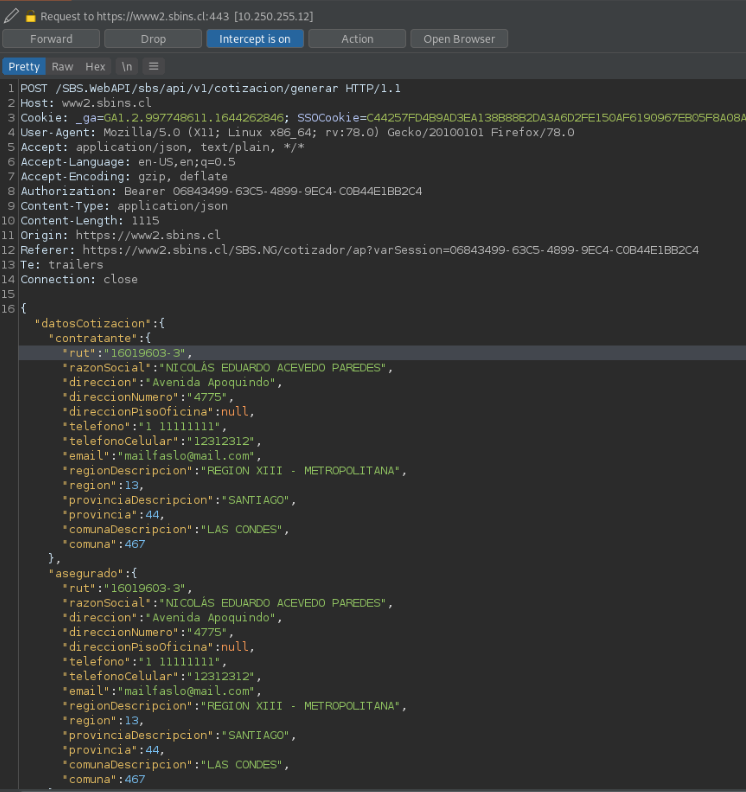 Request to https://www2.sbins.cl:443 [10.250.255.12]
Forward Drop Intercept is on Action Open Browser
Pretty Raw Hex \n ≡
1 POST /SBS.WebAPI/sbs/api/v1/cotizacion/generar HTTP/1.1
2 Host: www2.sbins.cl
3 Cookie: _ga=GA1.2.997748611.1644262846; SSOCookie=C44257FD4B9AD3EA138B88B2DA3A6D2FE150AF6190967EB05F8A08A
4 User-Agent: Mozilla/5.0 (X11; Linux x86_64; rv:78.0) Gecko/20100101 Firefox/78.0
5 Accept: application/json, text/plain, */*
6 Accept-Language: en-US,en;q=0.5
7 Accept-Encoding: gzip, deflate
8 Authorization: Bearer 06843499-63C5-4899-9EC4-C0B44E1BB2C4
9 Content-Type: application/json
10 Content-Length: 1115
11 Origin: https://www2.sbins.cl
12 Referer: https://www2.sbins.cl/SBS.NG/cotizador/ap?varSession=06843499-63C5-4899-9EC4-C0B44E1BB2C4
13 Te: trailers
14 Connection: close
15
16 {
"datosCotizacion":{
"contratante":{
"rut":"16019603-3",
"razonSocial":"NICOLÁS EDUARDO ACEVEDO PAREDES",
"direccion":"Avenida Apoquindo",
"direccionNumero":"4775",
"direccionPisoOficina":null,
"telefono":"1 11111111",
"telefonoCelular":"12312312",
"email":"mailfaslo@mail.com",
"regionDescripcion":"REGION XIII - METROPOLITANA",
"region":13,
"provinciaDescripcion":"SANTIAGO",
"provincia":44,
"comunaDescripcion":"LAS CONDES",
"comuna":467
},
"asegurado":{
"rut":"16019603-3",
"razonSocial":"NICOLÁS EDUARDO ACEVEDO PAREDES",
"direccion":"Avenida Apoquindo",
"direccionNumero":"4775",
"direccionPisoOficina":null,
"telefono":"1 11111111",
"telefonoCelular":"12312312",
"email":"mailfaslo@mail.com",
"regionDescripcion":"REGION XIII - METROPOLITANA",
"region":13,
"provinciaDescripcion":"SANTIAGO",
"provincia":44,
"comunaDescripcion":"LAS CONDES",
"comuna":467